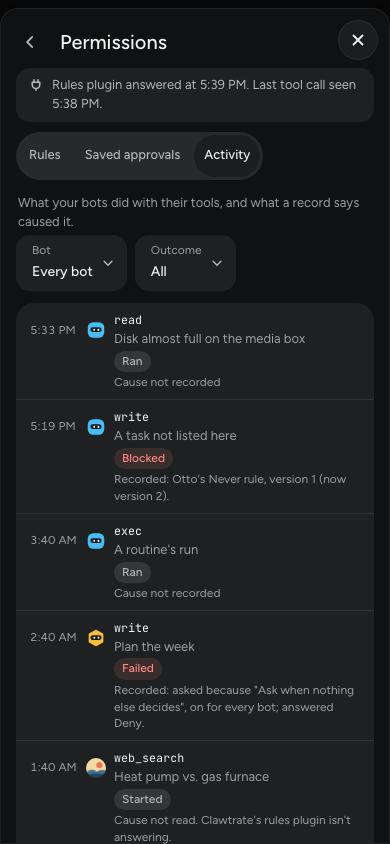 Permissions
Rules plugin answered at 5:39 PM. Last tool call seen
5:38 PM.
Rules
Saved approvals
Activity
What your bots did with their tools, and what a record says
caused it.
Bot
Every bot
Outcome
All
5:33 PM
read
Disk almost full on the media box
Ran
Cause not recorded
5:19 PM
write
A task not listed here
Blocked
Recorded: Otto's Never rule, version 1 (now
version 2).
3:40 AM
exec
A routine's run
Ran
Cause not recorded
2:40 AM
write
Plan the week
Failed
Recorded: asked because "Ask when nothing
else decides", on for every bot; answered
Deny.
1:40 AM
web_search
Heat pump vs. gas furnace
Started
Cause not read. Clawtrate's rules plugin isn't
answering.